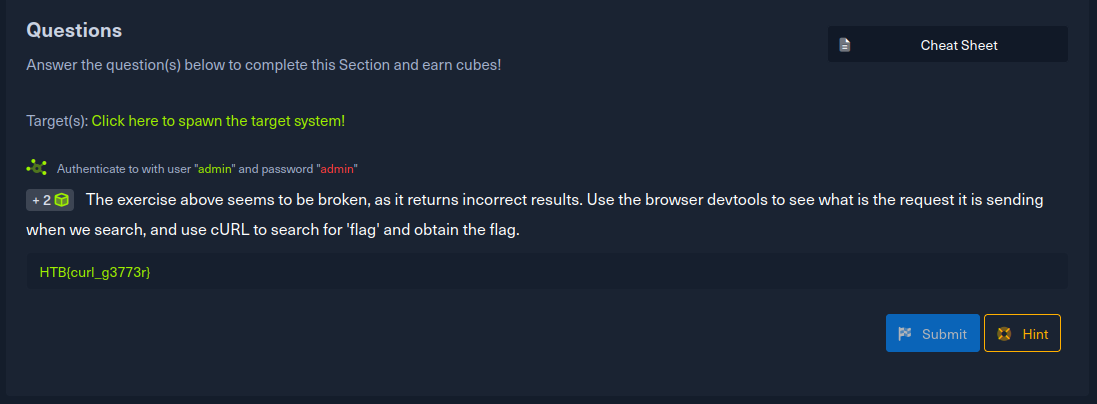 Questions
Cheat Sheet
Answer the question(s) below to complete this Section and earn cubes!
Target(s): Click here to spawn the target system!
Authenticate to with user "admin" and password "admin"
+ 2 The exercise above seems to be broken, as it returns incorrect results. Use the browser devtools to see what is the request it is sending
when we search, and use cURL to search for 'flag' and obtain the flag.
HTB{curl_g3773r}
Submit
Hint